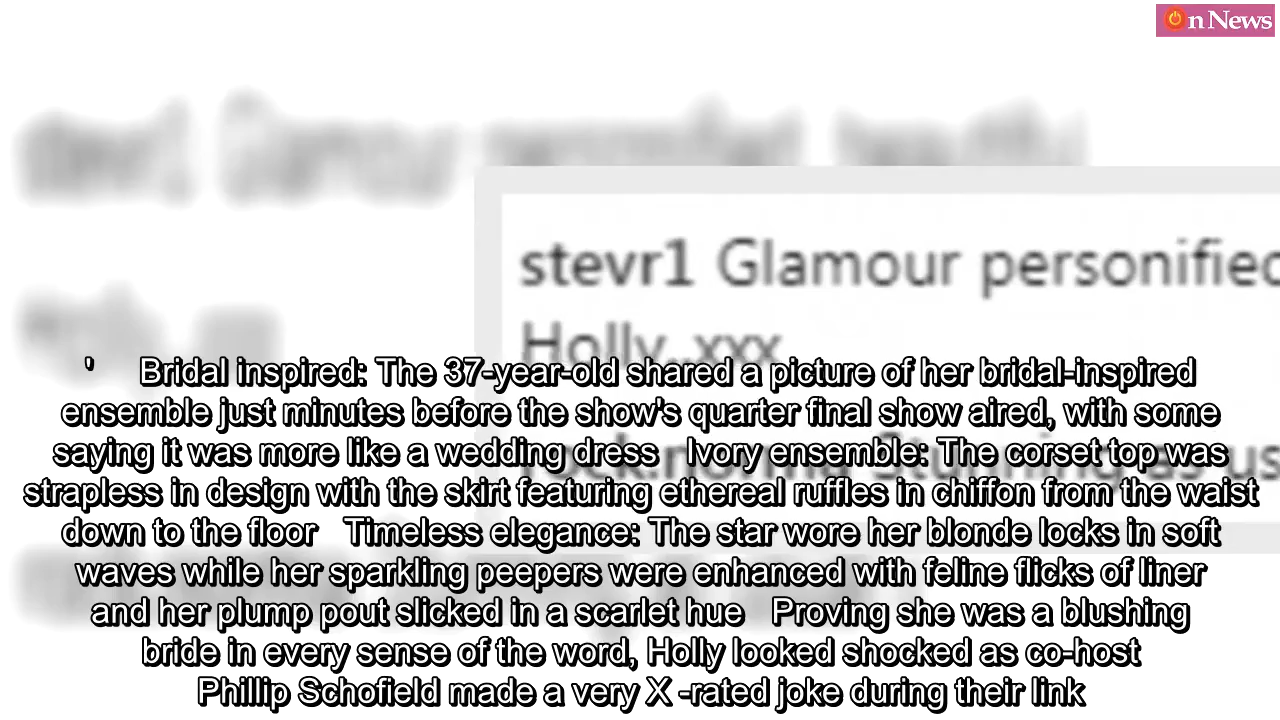 On News
stevr1 Glamour personified
Holly..xxx
' Bridal inspired: The 37-year-old shared a picture of her bridal-inspired
ensemble just minutes before the show's quarter final show aired, with some
saying it was more like a wedding dress Ivory ensemble: The corset top was
strapless in design with the skirt featuring ethereal ruffles in chiffon from the waist
down to the floor Timeless elegance: The star wore her blonde locks in soft
waves while her sparkling peepers were enhanced with feline flicks of liner
and her plump pout slicked in a scarlet hue Proving she was a blushing
bride in every sense of the word, Holly looked shocked as co-host
Phillip Schofield made a very X -rated joke during their link